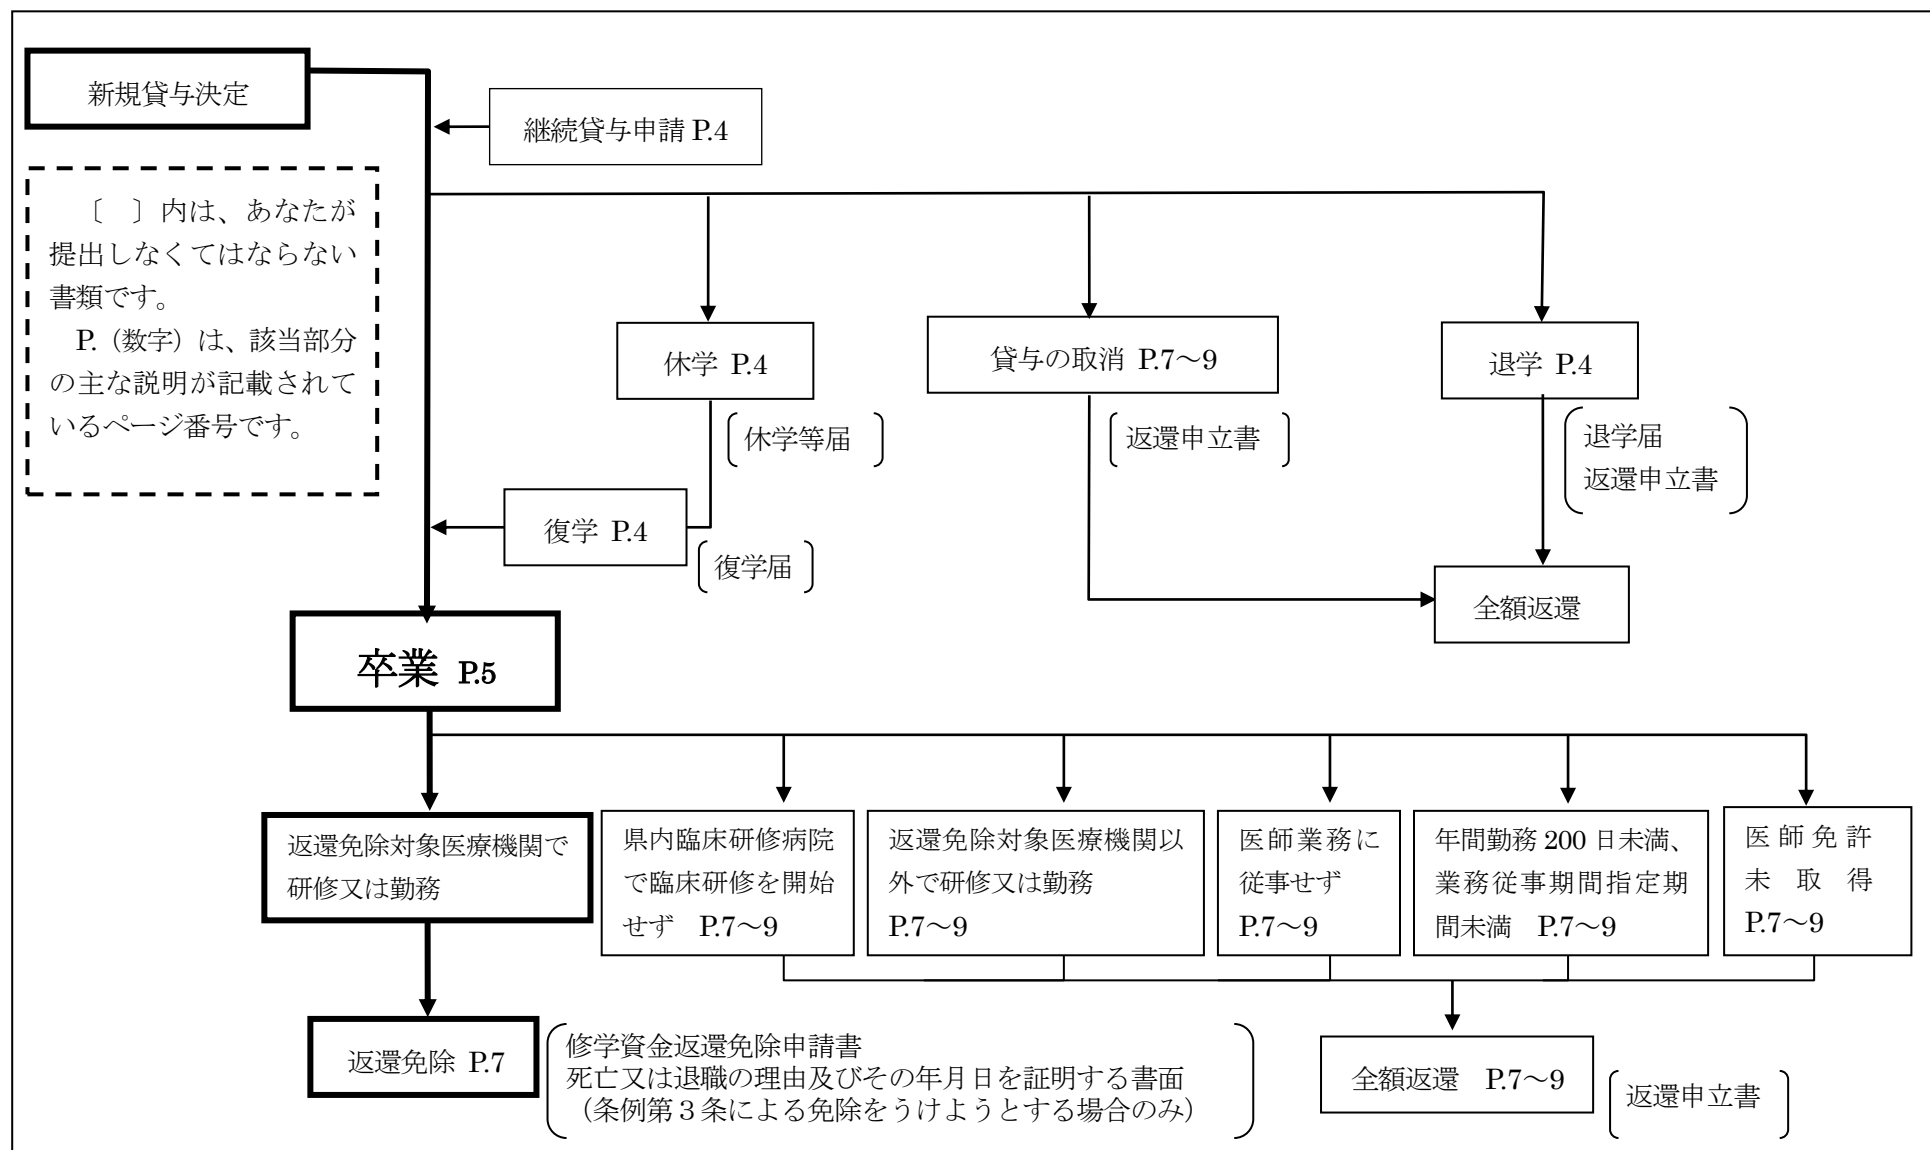 新規貸与決定
継続貸与申請 P.4
〔　〕内は、あなたが
提出しなくてはならない
書類です。
P.（数字）は、該当部分
の主な説明が記載されて
いるページ番号です。
休学 P.4
貸与の取消 P.7～9
退学 P.4
休学等届
返還申立書
退学届
返還申立書
復学 P.4
復学届
全額返還
卒業 P.5
返還免除対象医療機関で
研修又は勤務
県内臨床研修病院
で臨床研修を開始
せず　P.7～9
返還免除対象医療機関以
外で研修又は勤務
P.7～9
医師業務に
従事せず
P.7～9
年間勤務 200 日未満、
業務従事期間指定期
間未満　P.7～9
医師免許
未取得
P.7～9
返還免除 P.7
修学資金返還免除申請書
死亡又は退職の理由及びその年月日を証明する書面
（条例第３条による免除をうけようとする場合のみ）
全額返還　P.7～9
返還申立書